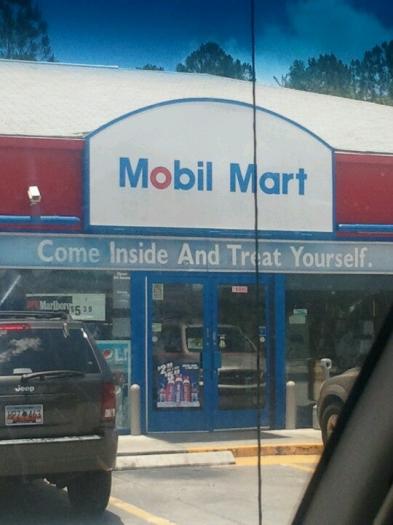 Mobil Mart
Come Inside And Treat Yourself.
Marlboro
Jeep